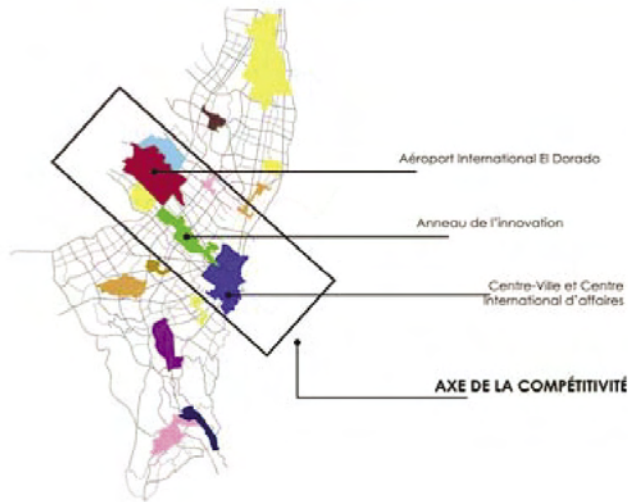 Aéroport International El Dorado
Anneau de l'innovation
Centre-Ville et Centre
International d'affaires
AXE DE LA COMPÉTITIVITÉ